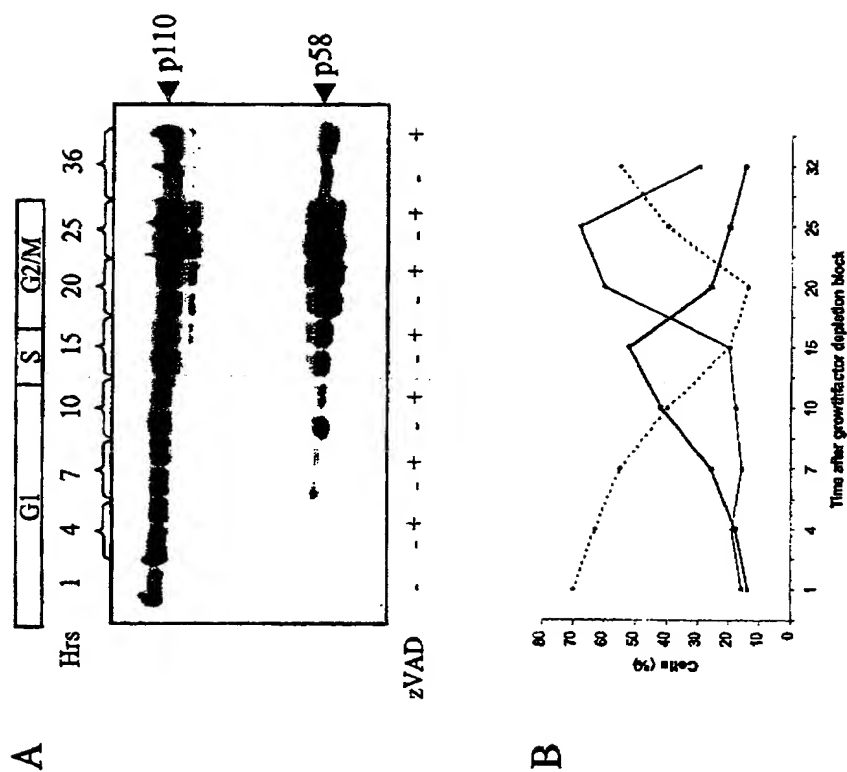 A
G1 S G2/M
Hrs 1 4 7 10 15 20 25 36
p110
p58
zVAD - - + - + - + - + - + - + - +
B
80
70
60
50
40
30
20
10
0
Cells (%)
1 4 7 10 15 20 25 32
Time after growthfactor depletion block